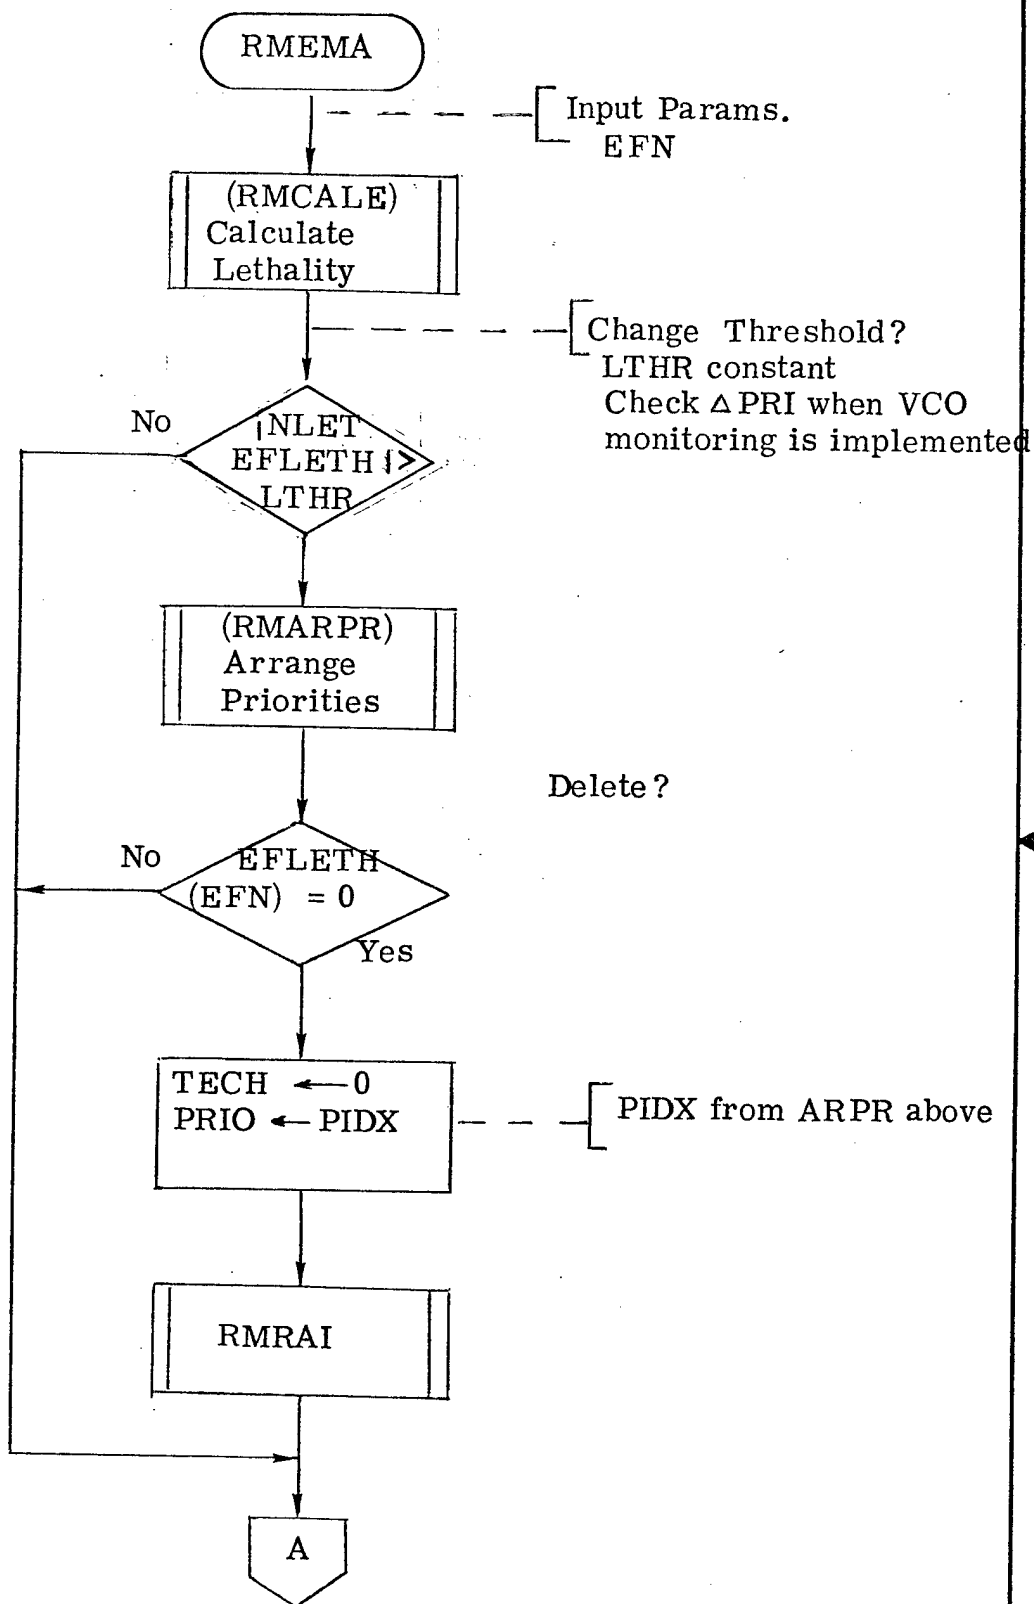 RMEMA
Input Params.
EFN
(RMCALE)
Calculate
Lethality
Change Threshold?
LTHR constant
Check △ PRI when VCO
monitoring is implemented
No
|NLET
EFLETH |>
LTHR
(RMARPR)
Arrange
Priorities
Delete?
No
EFLETH
(EFN) = 0
Yes
TECH ← 0
PRIO ← PIDX
PIDX from ARPR above
RMRAI
A